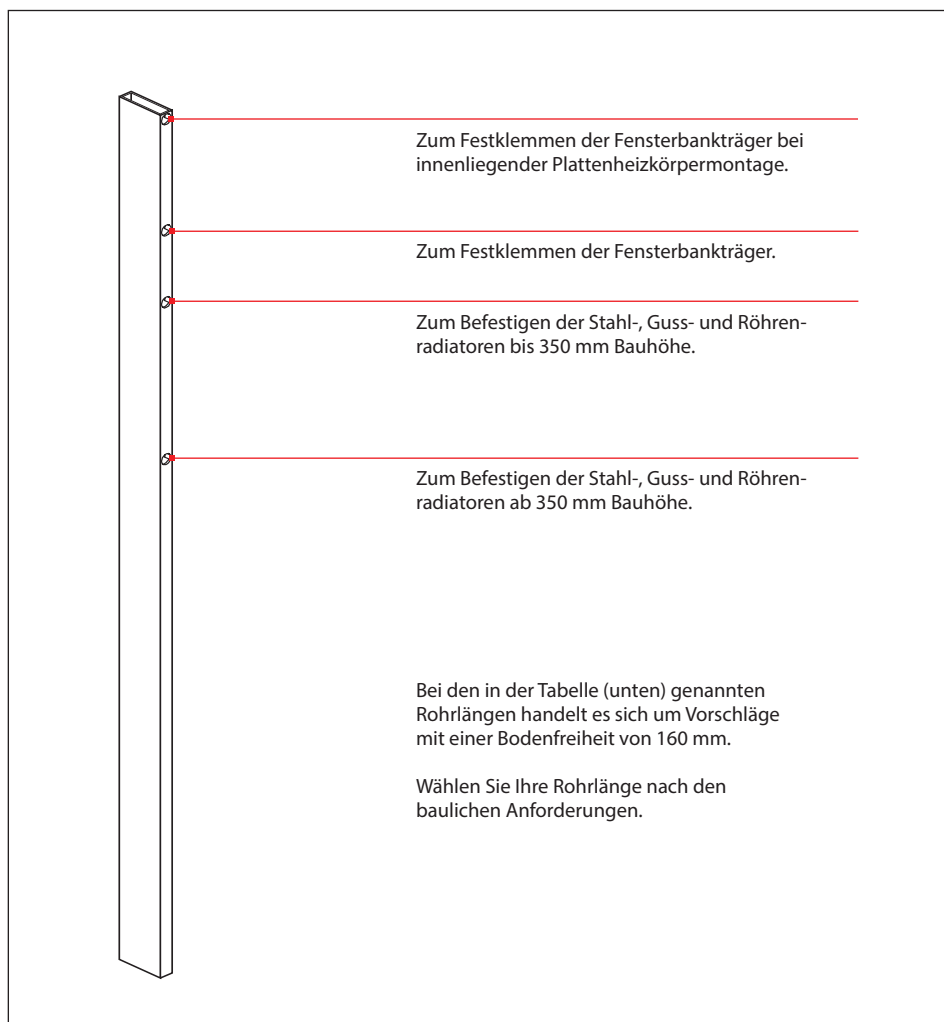 Zum Festklemmen der Fensterbankträger bei
innenliegender Plattenheizkörpermontage.
Zum Festklemmen der Fensterbankträger.
Zum Befestigen der Stahl-, Guss- und Röhren-
radiatoren bis 350 mm Bauhöhe.
Zum Befestigen der Stahl-, Guss- und Röhren-
radiatoren ab 350 mm Bauhöhe.
Bei den in der Tabelle (unten) genannten
Rohrlängen handelt es sich um Vorschläge
mit einer Bodenfreiheit von 160 mm.
Wählen Sie Ihre Rohrlänge nach den
baulichen Anforderungen.